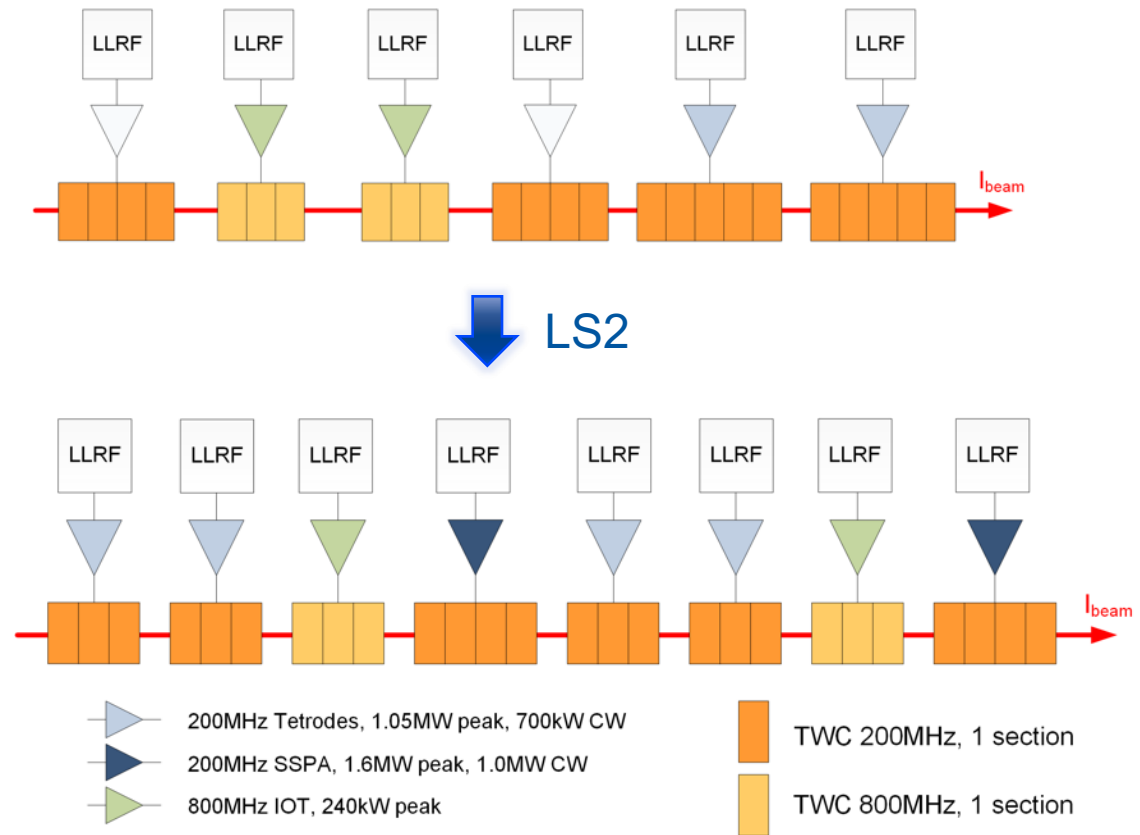 LLRF LLRF LLRF LLRF LLRF LLRF
I beam
LS2
LLRF LLRF LLRF LLRF LLRF LLRF LLRF LLRF
I beam
200MHz Tetrodes, 1.05MW peak, 700kW CW
200MHz SSPA, 1.6MW peak, 1.0MW CW
800MHz IOT, 240kW peak
TWC 200MHz, 1 section
TWC 800MHz, 1 section